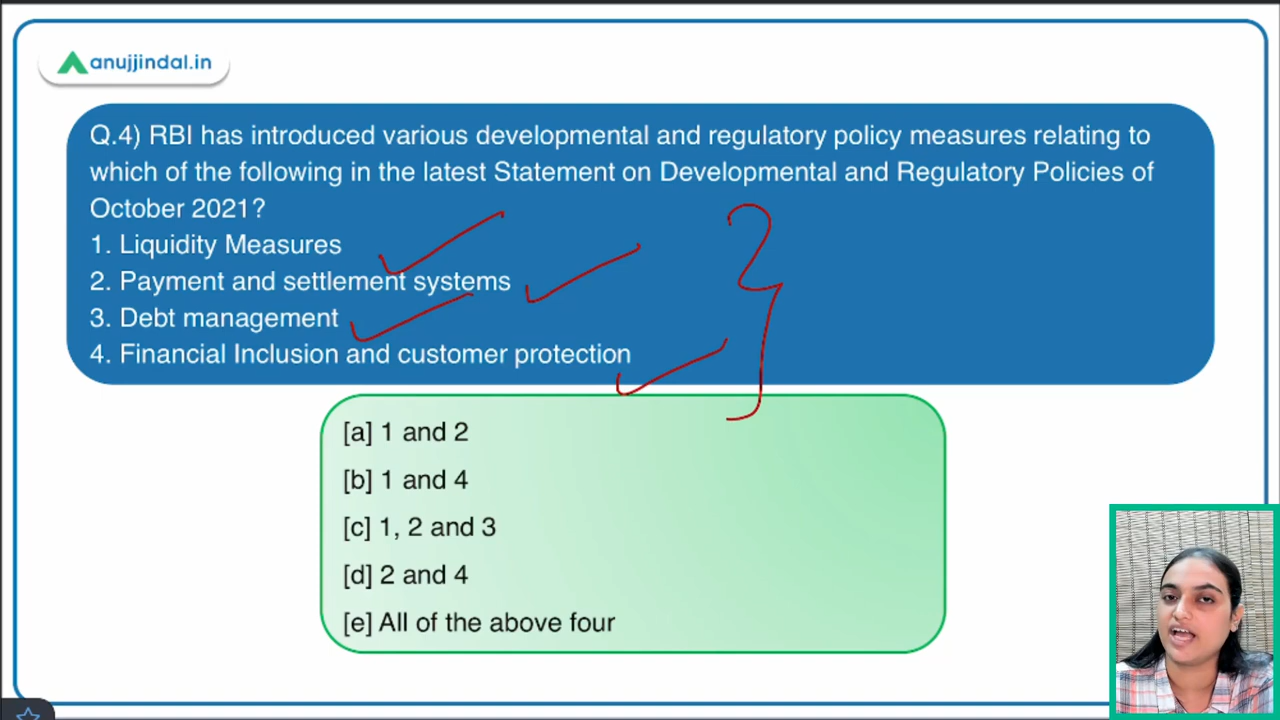 anujjindal.in
Q.4) RBI has introduced various developmental and regulatory policy measures relating to
which of the following in the latest Statement on Developmental and Regulatory Policies of
October 2021?
1. Liquidity Measures
2. Payment and settlement systems
3. Debt management
4. Financial Inclusion and customer protection
[a] 1 and 2
[b] 1 and 4
[c] 1, 2 and 3
[d] 2 and 4
[e] All of the above four